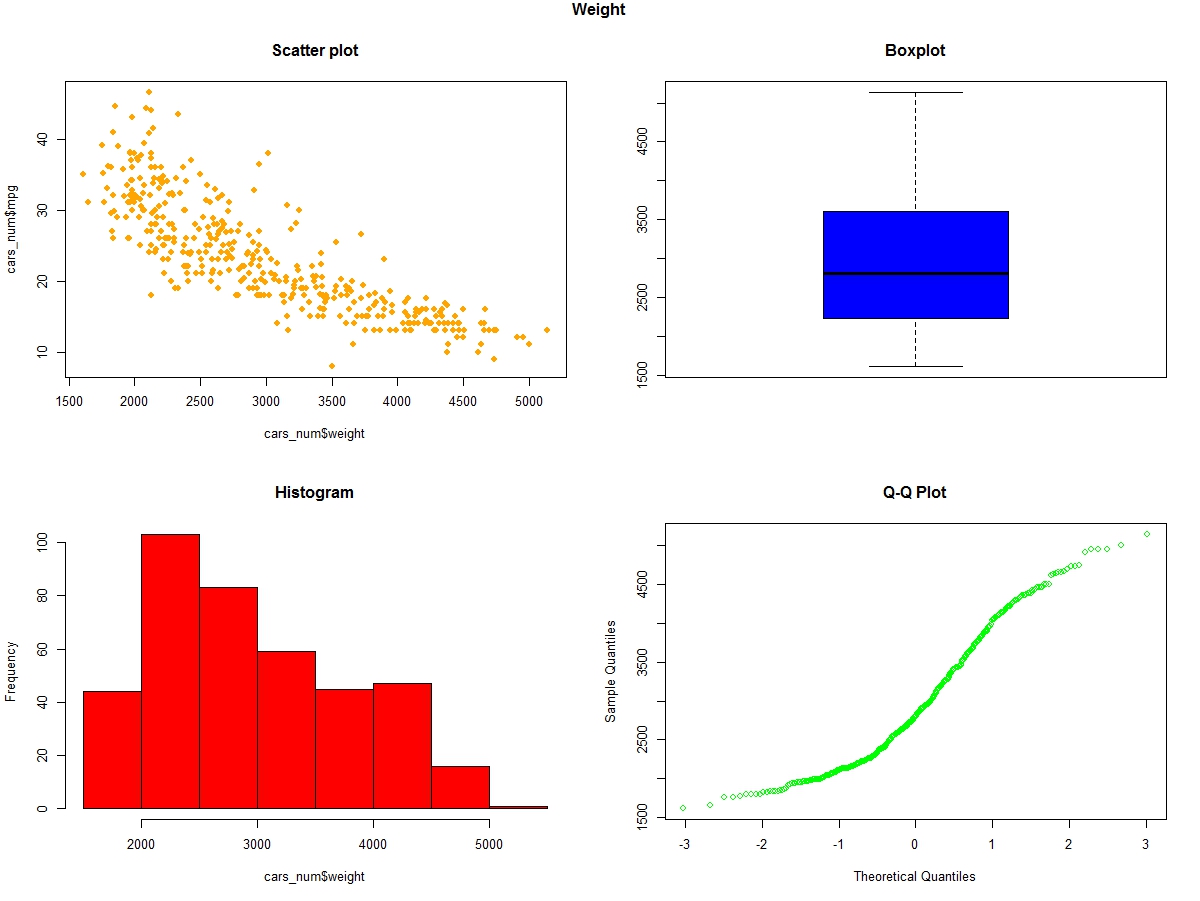 Weight
Scatter plot
cars_num$mpg
40
30
20
10
1500 2000 2500 3000 3500 4000 4500 5000
cars_num$weight
Boxplot
4500
3500
2500
1500
Histogram
Frequency
100
80
60
40
20
0
2000 3000 4000 5000
cars_num$weight
Q-Q Plot
Sample Quantiles
4500
3500
2500
1500
-3 -2 -1 0 1 2 3
Theoretical Quantiles